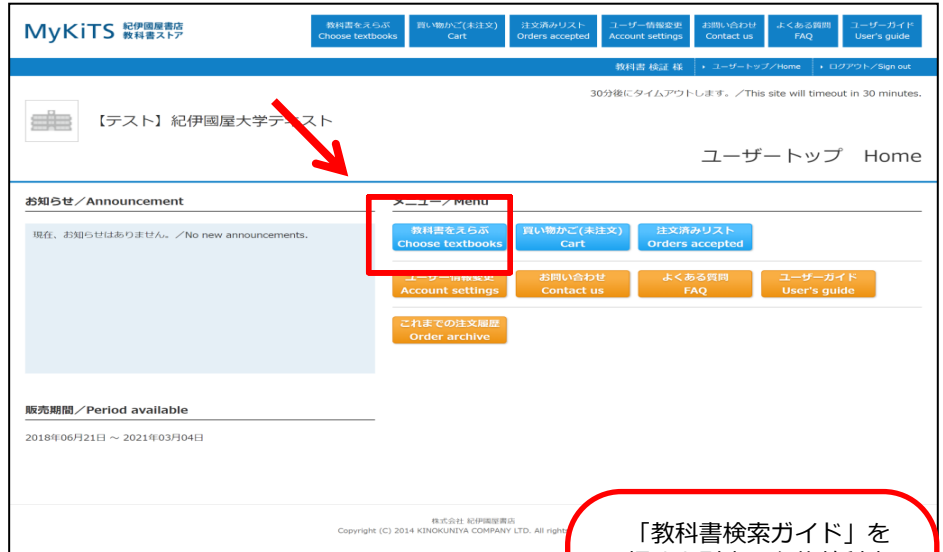 MyKiTS 紀伊國屋書店
教科書ストア
教科書をえらぶ
Choose textbooks
買い物かご(未注文)
Cart
注文済みリスト
Orders accepted
ユーザー情報変更
Account settings
お問い合わせ
Contact us
よくある質問
FAQ
ユーザーガイド
User's guide
教科書 検証 様
ユーザートップ/Home
ログアウト/Sign out
30分後にタイムアウトします。/This site will timeout in 30 minutes.
【テスト】紀伊國屋大学テキスト
ユーザートップ Home
お知らせ/Announcement
現在、お知らせはありません。/No new announcements.
メニュー/Menu
教科書をえらぶ
Choose textbooks
買い物かご(未注文)
Cart
注文済みリスト
Orders accepted
ユーザー情報変更
Account settings
お問い合わせ
Contact us
よくある質問
FAQ
ユーザーガイド
User's guide
これまでの注文履歴
Order archive
販売期間/Period available
2018年06月21日 ~ 2021年03月04日
株式会社 紀伊國屋書店
Copyright (C) 2014 KINOKUNIYA COMPANY LTD. All rights
「教科書検索ガイド」を